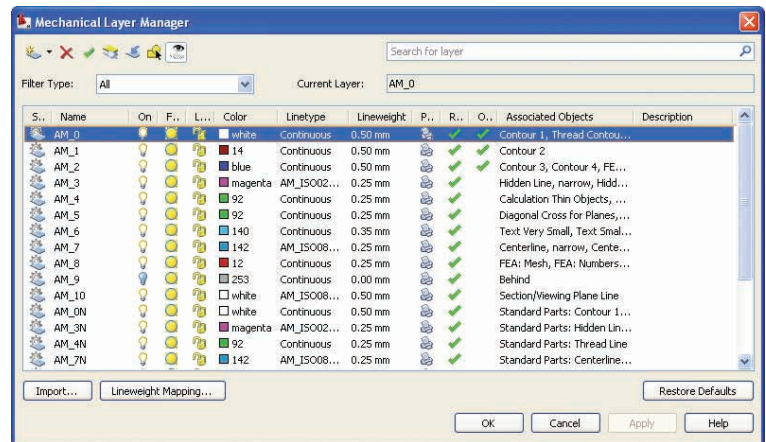 Mechanical Layer Manager
Search for layer
Filter Type: All Current Layer: AM_0
S.. Name On F.. L... Color Linetype Lineweight P.. R.. O.. Associated Objects Description
AM_0 white Continuous 0.50 mm Contour 1, Thread Contou...
AM_1 14 Continuous 0.50 mm Contour 2
AM_2 blue Continuous 0.50 mm Contour 3, Contour 4, FE...
AM_3 magenta AM_ISO02... 0.25 mm Hidden Line, narrow, Hidd...
AM_4 92 Continuous 0.25 mm Calculation Thin Objects, ...
AM_5 92 Continuous 0.25 mm Diagonal Cross for Planes,...
AM_6 140 Continuous 0.35 mm Text Very Small, Text Smal...
AM_7 142 AM_ISO08... 0.25 mm Centerline, narrow, Cente...
AM_8 12 Continuous 0.25 mm FEA: Mesh, FEA: Numbers...
AM_9 253 Continuous 0.00 mm Behind
AM_10 white AM_ISO08... 0.50 mm Section/Viewing Plane Line
AM_0N white Continuous 0.50 mm Standard Parts: Contour 1...
AM_3N magenta AM_ISO02... 0.25 mm Standard Parts: Hidden Lin...
AM_4N 92 Continuous 0.25 mm Standard Parts: Thread Line
AM_7N 142 AM_ISO08... 0.25 mm Standard Parts: Centerline...
Import... Lineweight Mapping... Restore Defaults
OK Cancel Apply Help